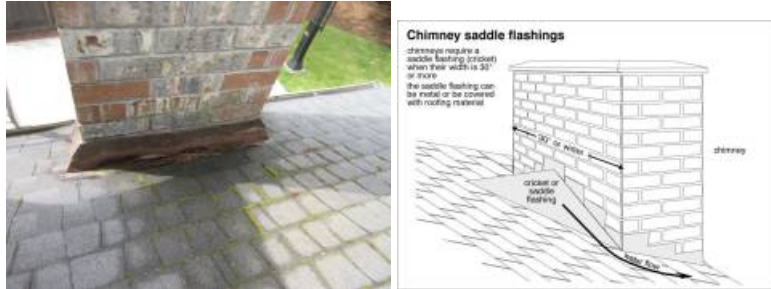 Chimney saddle flashings
chimneys require a
saddle flashing (cricket)
when their width is 30"
or more
the saddle flashing can
be metal or be covered
with roofing material
30" or wider
chimney
cricket or
saddle
flashing
water flow